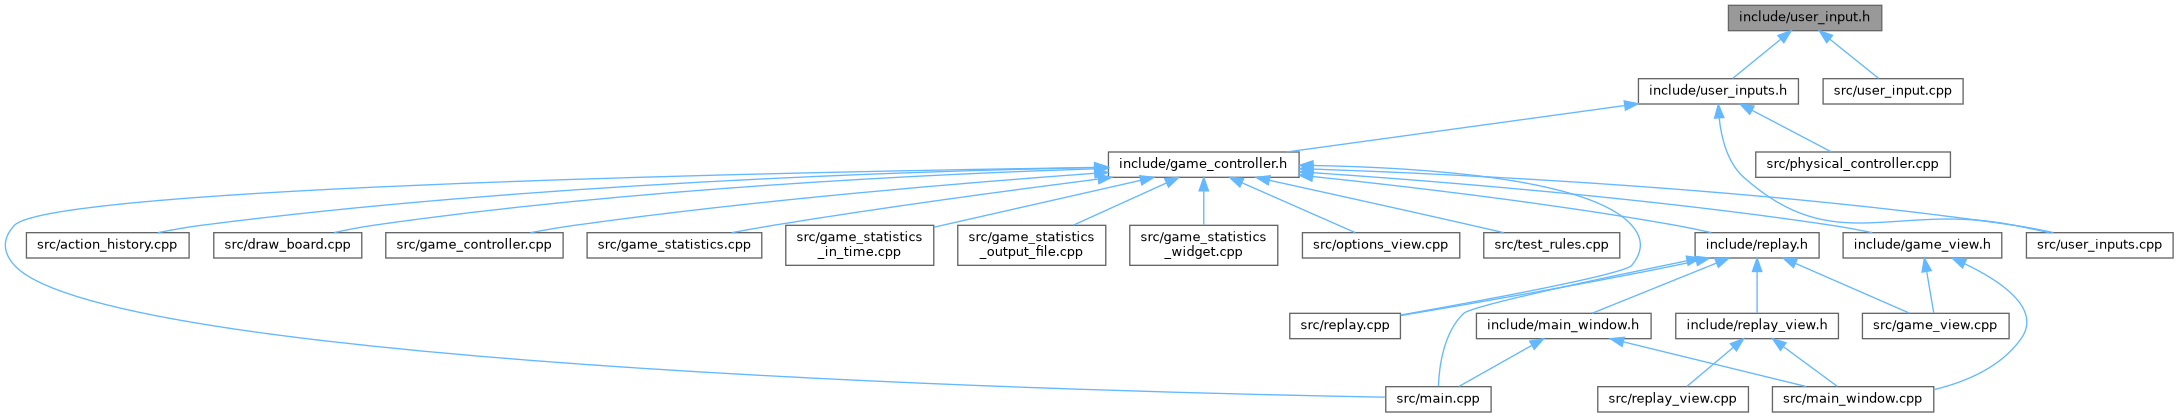 include/user_input.h
include/user_inputs.h
src/user_input.cpp
include/game_controller.h
src/physical_controller.cpp
src/action_history.cpp
src/draw_board.cpp
src/game_controller.cpp
src/game_statistics.cpp
src/game_statistics
_in_time.cpp
src/game_statistics
_output_file.cpp
src/game_statistics
_widget.cpp
src/options_view.cpp
src/test_rules.cpp
include/replay.h
include/game_view.h
src/user_inputs.cpp
src/replay.cpp
include/main_window.h
include/replay_view.h
src/game_view.cpp
src/main.cpp
src/replay_view.cpp
src/main_window.cpp